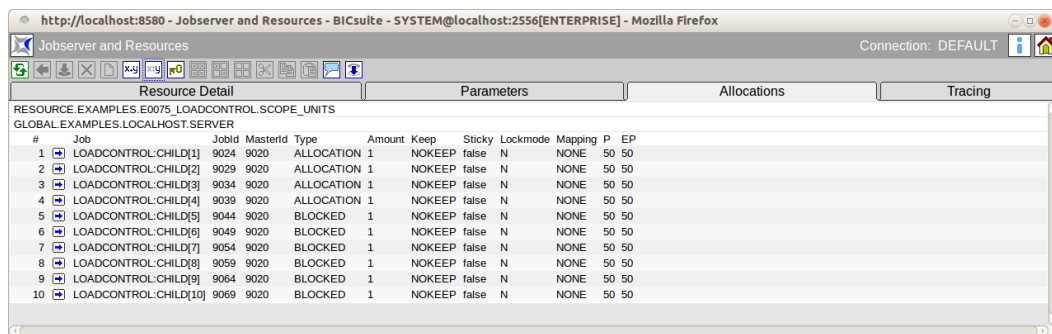 http://localhost:8580 - Jobserver and Resources - BICsuite - SYSTEM@localhost:2556[ENTERPRISE] - Mozilla Firefox
Jobserver and Resources Connection: DEFAULT
Resource Detail Parameters Allocations Tracing
RESOURCE.EXAMPLES.E0075_LOADCONTROL.SCOPE_UNITS
GLOBAL.EXAMPLES.LOCALHOST.SERVER
# Job JobId MasterId Type Amount Keep Sticky Lockmode Mapping P EP
1 LOADCONTROL:CHILD[1] 9024 9020 ALLOCATION 1 NOKEEP false N NONE 50 50
2 LOADCONTROL:CHILD[2] 9029 9020 ALLOCATION 1 NOKEEP false N NONE 50 50
3 LOADCONTROL:CHILD[3] 9034 9020 ALLOCATION 1 NOKEEP false N NONE 50 50
4 LOADCONTROL:CHILD[4] 9039 9020 ALLOCATION 1 NOKEEP false N NONE 50 50
5 LOADCONTROL:CHILD[5] 9044 9020 BLOCKED 1 NOKEEP false N NONE 50 50
6 LOADCONTROL:CHILD[6] 9049 9020 BLOCKED 1 NOKEEP false N NONE 50 50
7 LOADCONTROL:CHILD[7] 9054 9020 BLOCKED 1 NOKEEP false N NONE 50 50
8 LOADCONTROL:CHILD[8] 9059 9020 BLOCKED 1 NOKEEP false N NONE 50 50
9 LOADCONTROL:CHILD[9] 9064 9020 BLOCKED 1 NOKEEP false N NONE 50 50
10 LOADCONTROL:CHILD[10] 9069 9020 BLOCKED 1 NOKEEP false N NONE 50 50